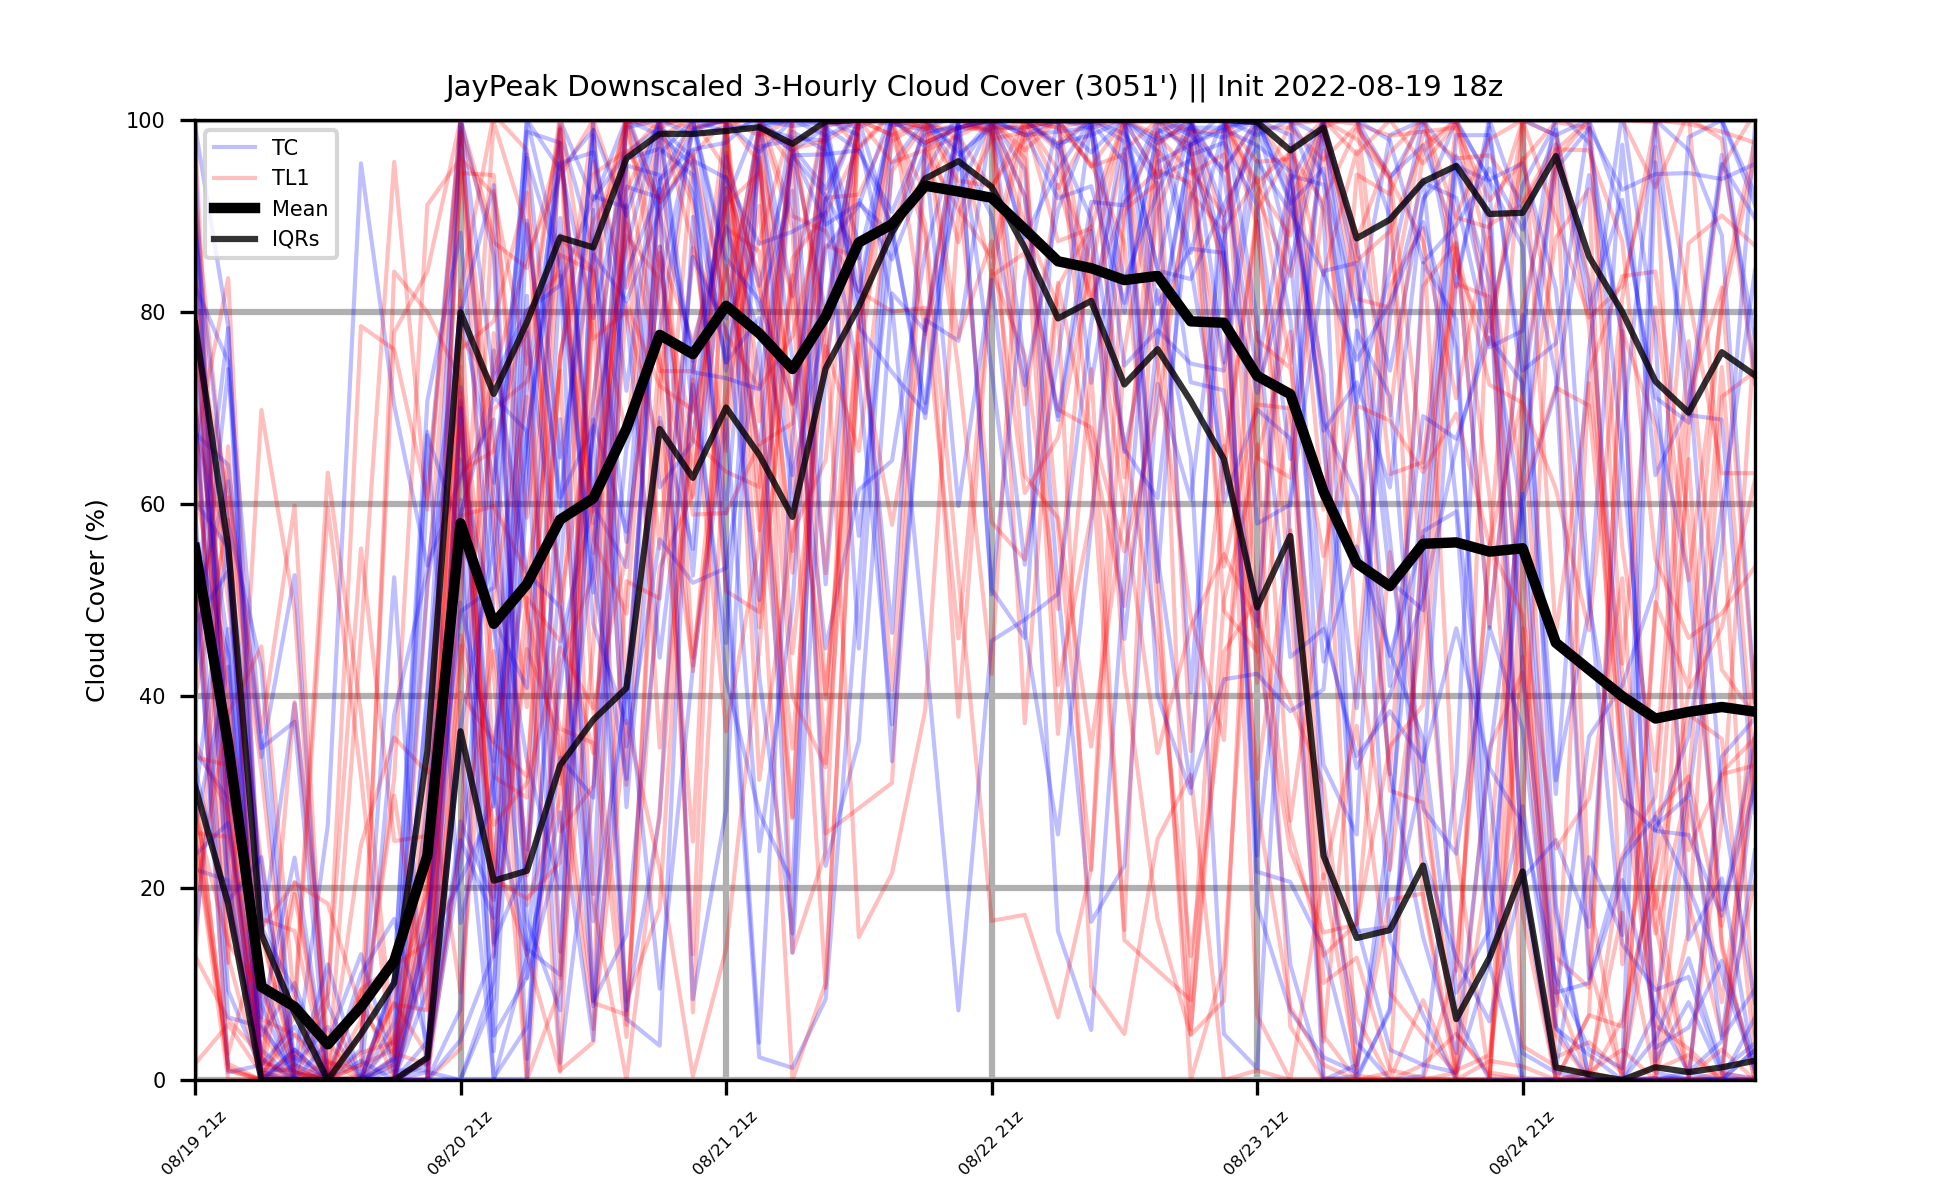 JayPeak Downscaled 3-Hourly Cloud Cover (3051') || Init 2022-08-19 18z
TC
TL1
Mean
IQRs
Cloud Cover (%)
100
80
60
40
20
0
08/19 21z
08/20 21z
08/21 21z
08/22 21z
08/23 21z
08/24 21z